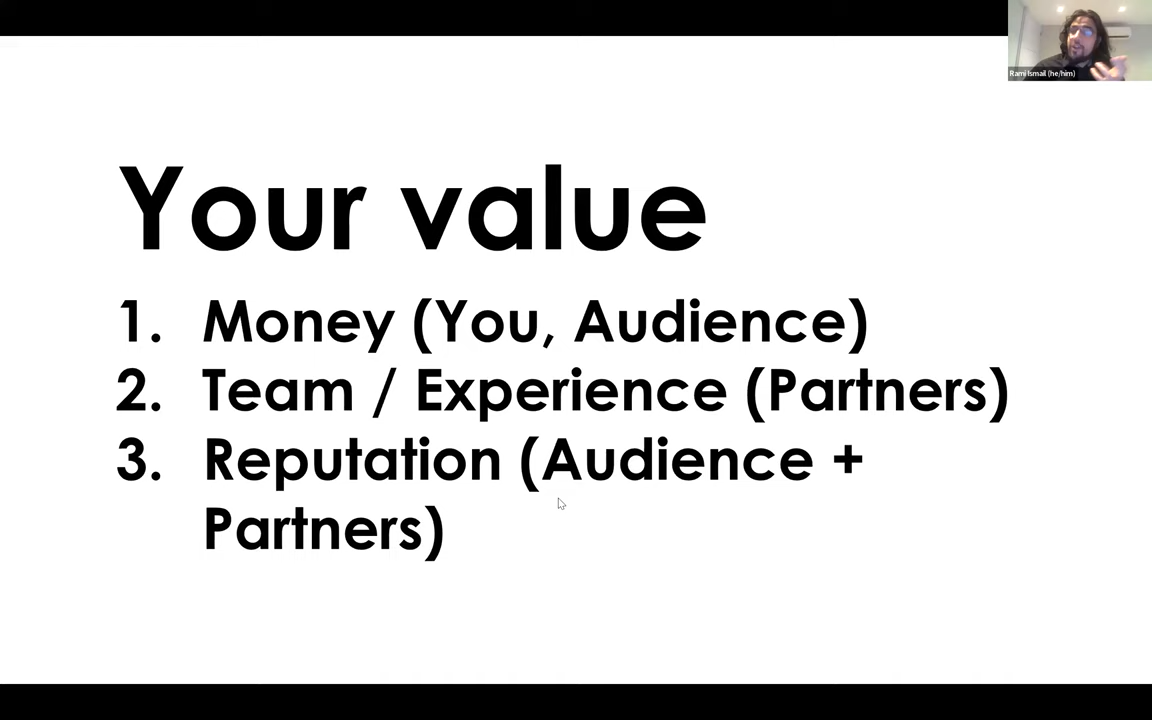 Rami Ismail (he/him)
Your value
1. Money (You, Audience)
2. Team / Experience (Partners)
3. Reputation (Audience +
Partners)